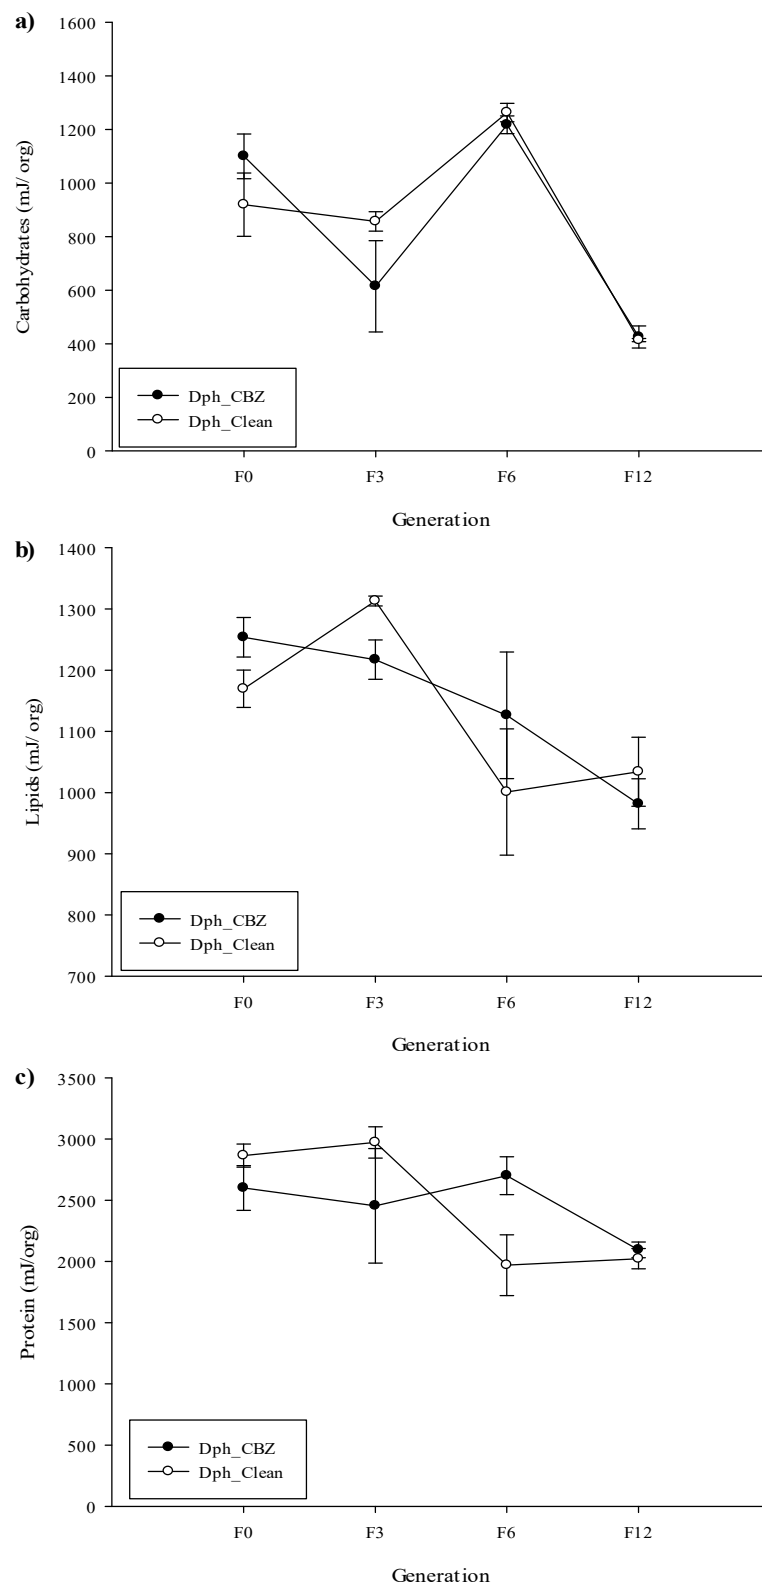 a)
1600
1400
1200
1000
800
600
400
200
0
Carbohydrates (mJ/ org)
Dph_CBZ
Dph_Clean
F0 F3 F6 F12
Generation
b)
1400
1300
1200
1100
1000
900
800
700
Lipids (mJ/ org)
Dph_CBZ
Dph_Clean
F0 F3 F6 F12
Generation
c)
3500
3000
2500
2000
1500
1000
500
0
Protein (mJ/org)
Dph_CBZ
Dph_Clean
F0 F3 F6 F12
Generation